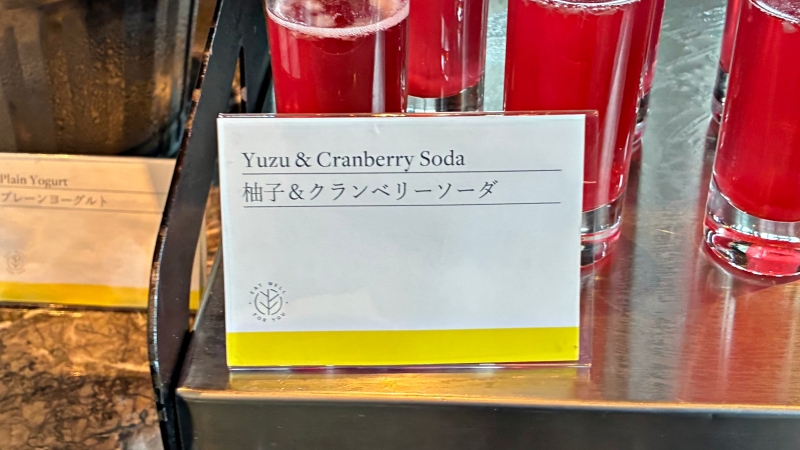 Yuzu & Cranberry Soda
柚子&クランベリーソーダ
EAT WELL
FOR YOU
Plain Yogurt
プレーンヨーグルト